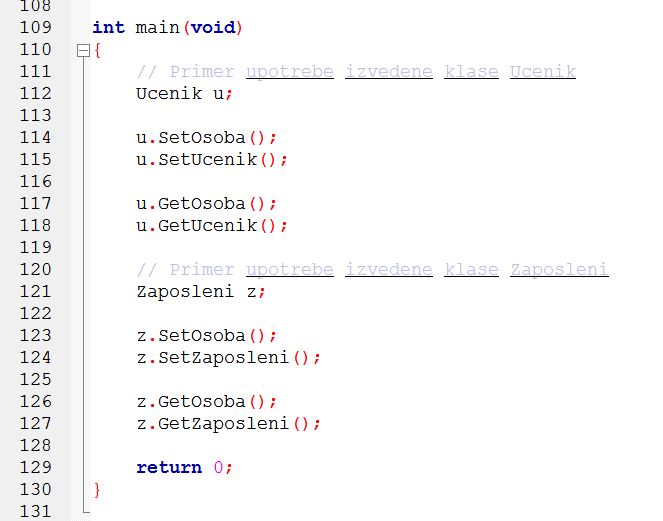 108
109 int main(void)
110 {
111 // Primer upotrebe izvedene klase Ucenik
112 Ucenik u;
113
114 u.SetOsoba();
115 u.SetUcenik();
116
117 u.GetOsoba();
118 u.GetUcenik();
119
120 // Primer upotrebe izvedene klase Zaposleni
121 Zaposleni z;
122
123 z.SetOsoba();
124 z.SetZaposleni();
125
126 z.GetOsoba();
127 z.GetZaposleni();
128
129 return 0;
130 }
131